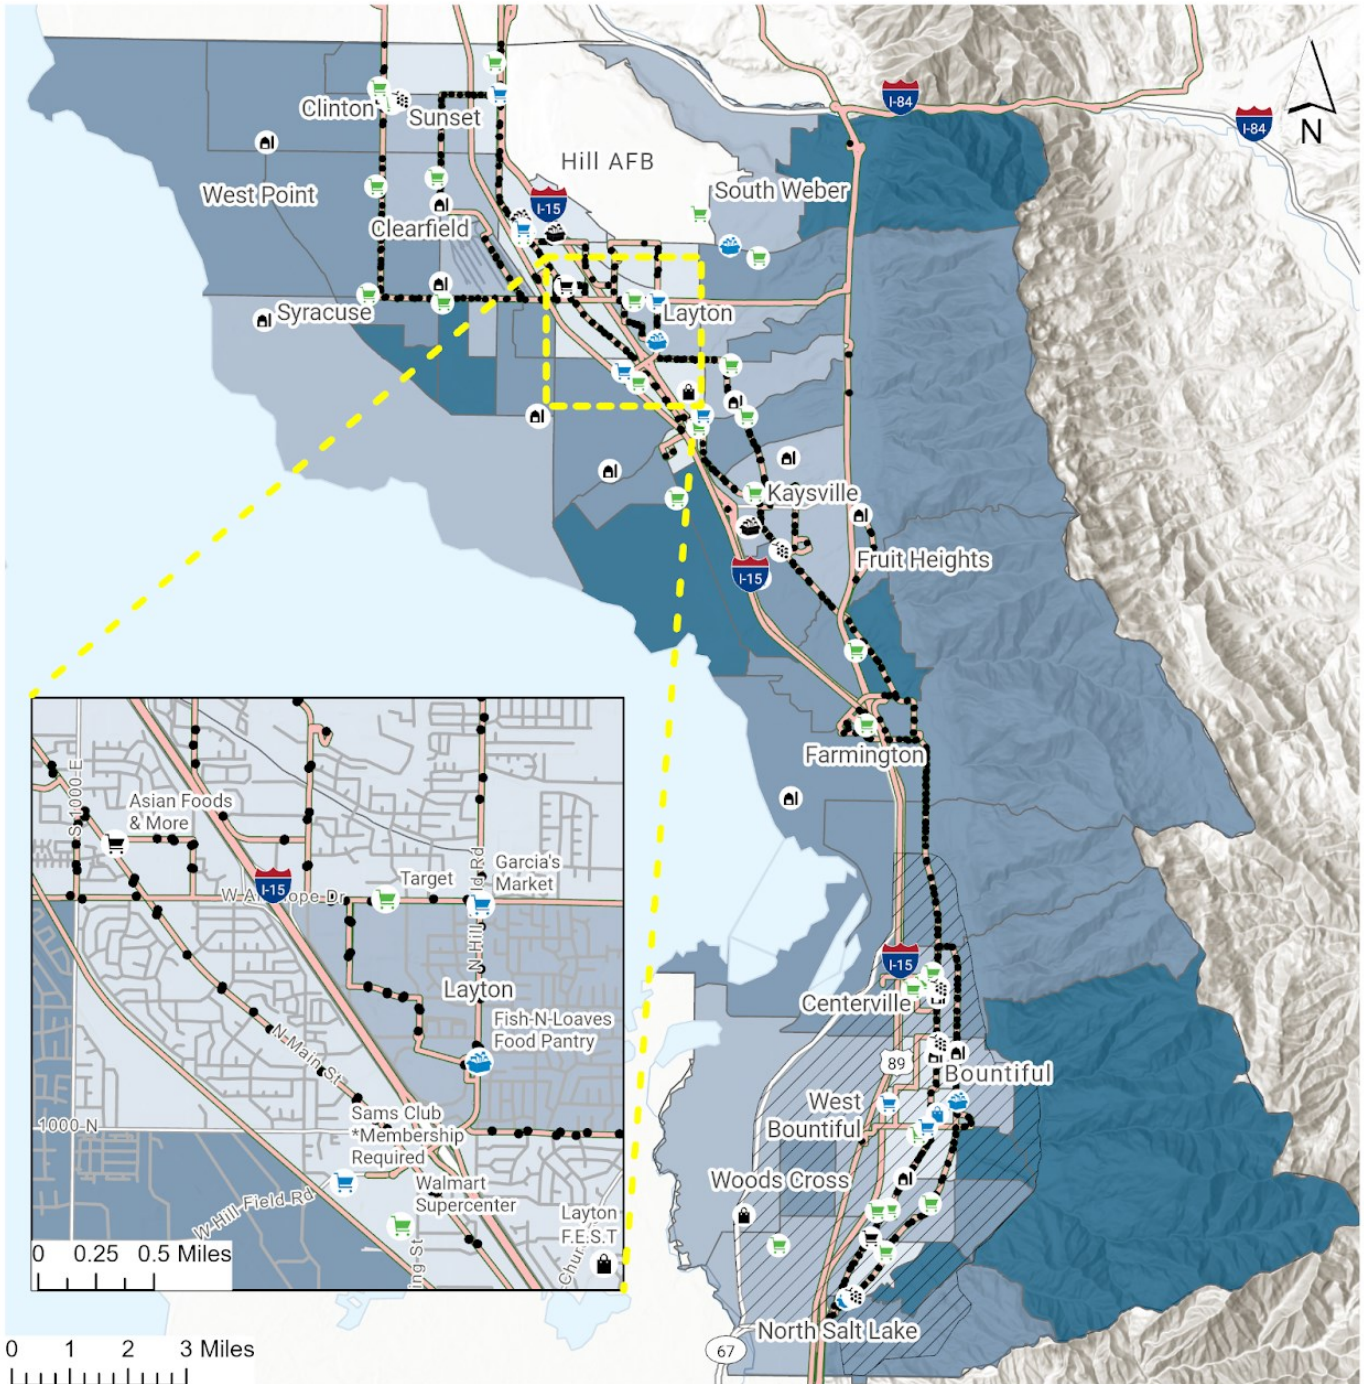 I-84
I-84
N
Clinton
Sunset
Hill AFB
West Point
South Weber
I-15
Clearfield
Syracuse
Layton
Kaysville
Fruit Heights
I-15
Farmington
I-15
Centerville
89
Bountiful
West
Bountiful
Woods Cross
North Salt Lake
67
S 1000 E
Asian Foods
& More
I-15
Target
Garcia's
Market
Layton
Fish-N-Loaves
Food Pantry
N Main St
1000 N
Sams Club
*Membership
Required
Walmart
Supercenter
W Hill Field Rd
Layton
F.E.S.T
0 0.25 0.5 Miles
0 1 2 3 Miles